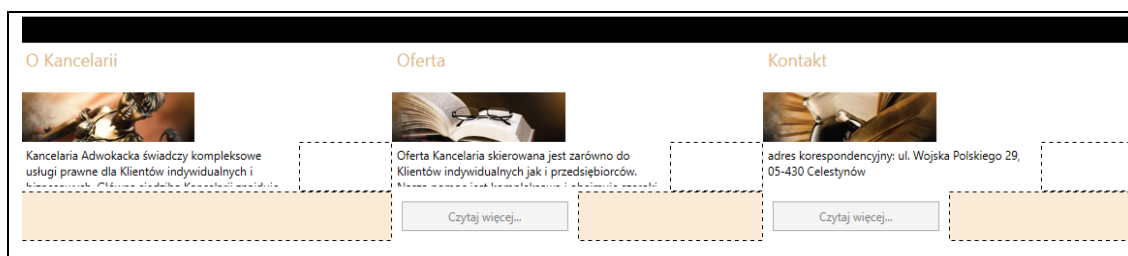 O Kancelarii
Kancelaria Adwokacka świadczy kompleksowe
usługi prawne dla Klientów indywidualnych i
Oferta
Oferta Kancelaria skierowana jest zarówno do
Klientów indywidualnych jak i przedsiębiorców.
Czytaj więcej...
Kontakt
adres korespondencyjny: ul. Wojska Polskiego 29,
05-430 Celestynów
Czytaj więcej...